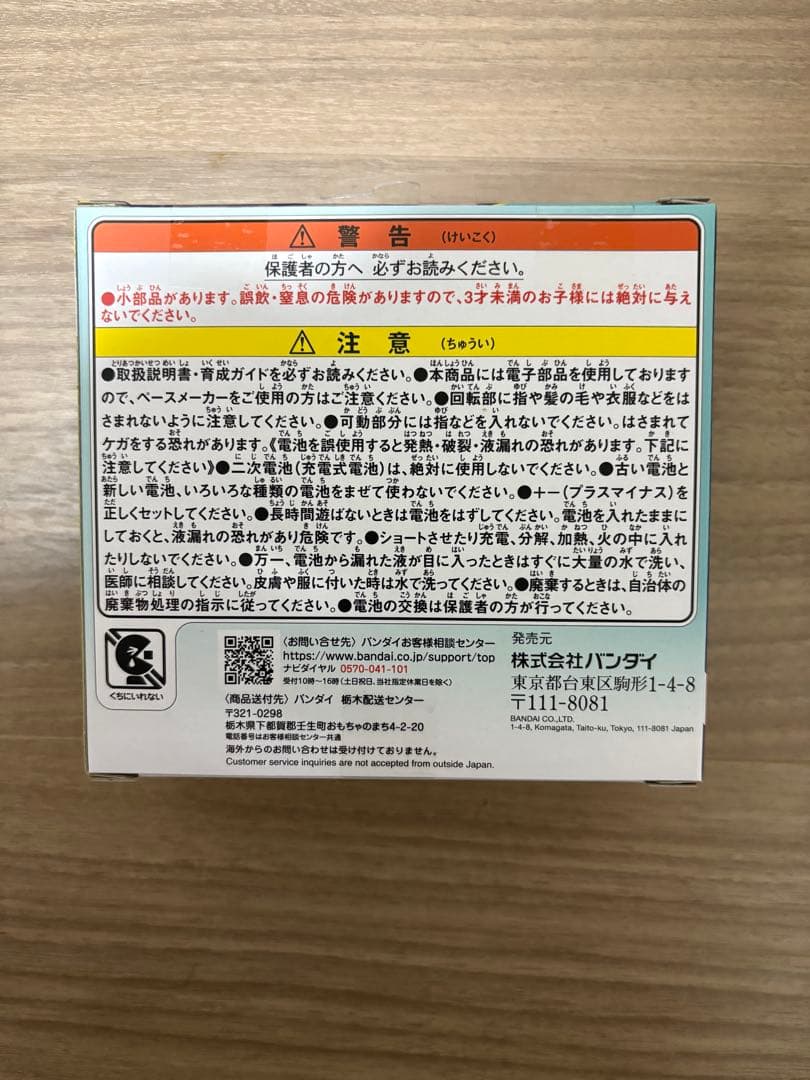 ⚠ 警告 (けいこく)
保護者の方へ 必ずお読みください。
●小部品があります。誤飲・窒息の危険がありますので、3才未満のお子様には絶対に与え
ないでください。
⚠ 注意 (ちゅうい)
●取扱説明書・育成ガイドを必ずお読みください。●本商品には電子部品を使用しております
ので、ペースメーカーをご使用の方はご注意ください。●回転部に指や髪の毛や衣服などをは
さまれないように注意してください。●可動部分には指などを入れないでください。はさまれて
ケガをする恐れがあります。《電池を誤使用すると発熱・破裂・液漏れの恐れがあります。下記に
注意してください》●二次電池(充電式電池)は、絶対に使用しないでください。●古い電池と
新しい電池、いろいろな種類の電池をまぜて使わないでください。●+-(プラスマイナス)を
正しくセットしてください。●長時間遊ばないときは電池をはずしてください。電池を入れたままに
しておくと、液漏れの恐れがあり危険です。●ショートさせたり充電、分解、加熱、火の中に入れ
たりしないでください。●万一、電池から漏れた液が目に入ったときはすぐに大量の水で洗い、
医師に相談してください。皮膚や服に付いた時は水で洗ってください。●廃棄するときは、自治体の
廃棄物処理の指示に従ってください。●電池の交換は保護者の方が行ってください。
くちにいれない
〈お問い合せ先〉バンダイお客様相談センター
https://www.bandai.co.jp/support/top
ナビダイヤル 0570-041-101
受付10時～16時(土日祝日、当社指定休業日を除く)
〈商品送付先〉バンダイ 栃木配送センター
〒321-0298
栃木県下都賀郡壬生町おもちゃのまち4-2-20
電話番号はお客様相談センター共通
海外からのお問い合わせは受け付けておりません。
Customer service inquiries are not accepted from outside Japan.
発売元
株式会社バンダイ
東京都台東区駒形1-4-8
〒111-8081
BANDAI CO.,LTD.
1-4-8, Komagata, Taito-ku, Tokyo, 111-8081 Japan